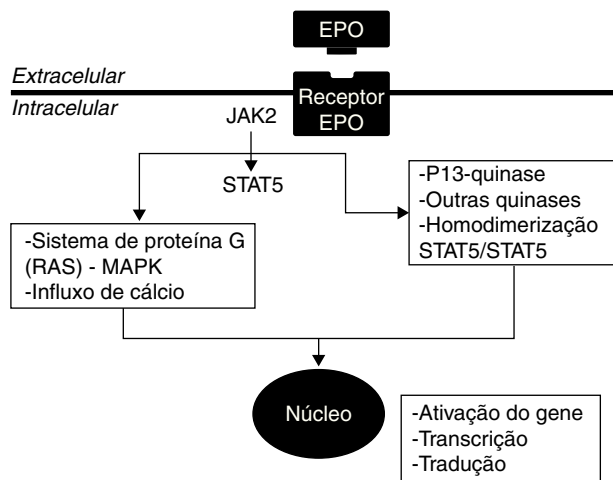 EPO
Extracelular
Intracelular
Receptor
EPO
JAK2
STAT5
-P13-quinase
-Outras quinases
-Homodimerização
STAT5/STAT5
-Sistema de proteína G
(RAS) - MAPK
-Influxo de cálcio
Núcleo
-Ativação do gene
-Transcrição
-Tradução